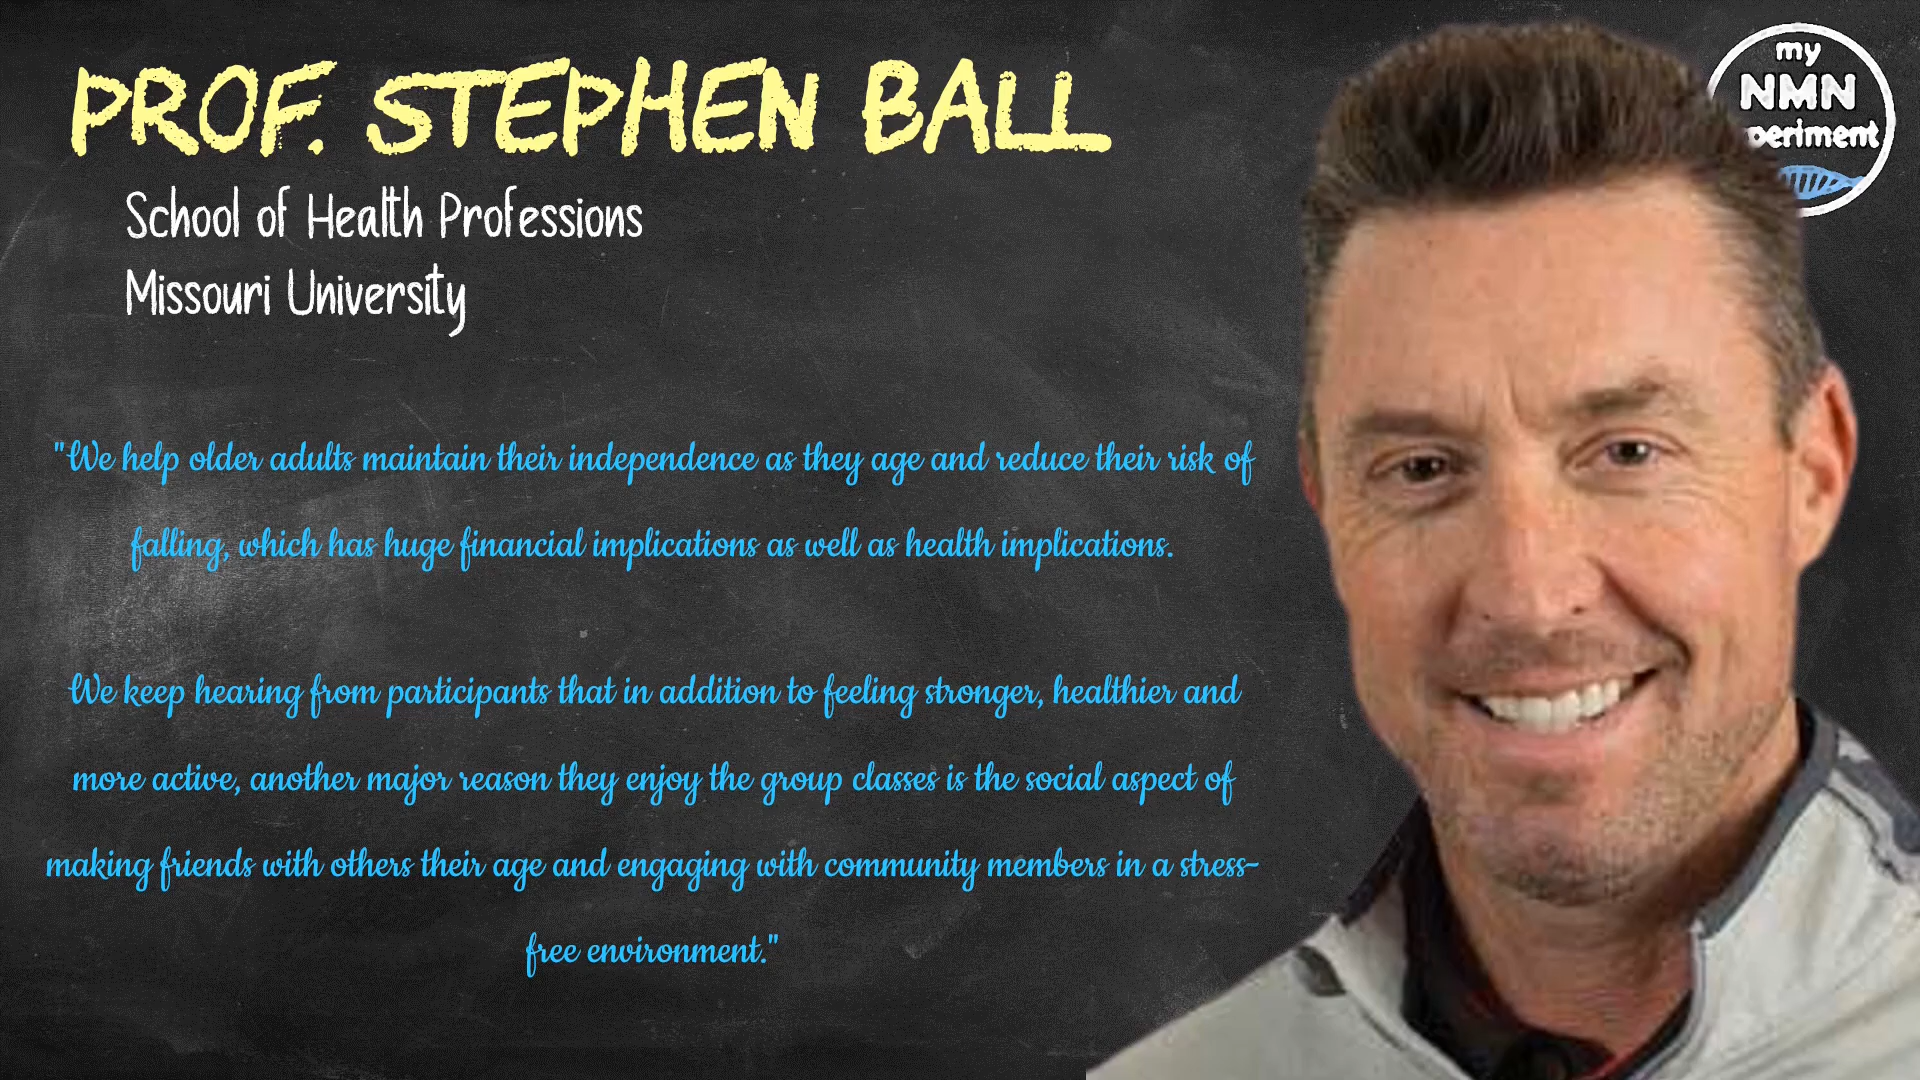 PROF. STEPHEN BALL
School of Health Professions
Missouri University
"We help older adults maintain their independence as they age and reduce their risk of
falling, which has huge financial implications as well as health implications.
We keep hearing from participants that in addition to feeling stronger, healthier and
more active, another major reason they enjoy the group classes is the social aspect of
making friends with others their age and engaging with community members in a stress-
free environment."
my
NMN
periment